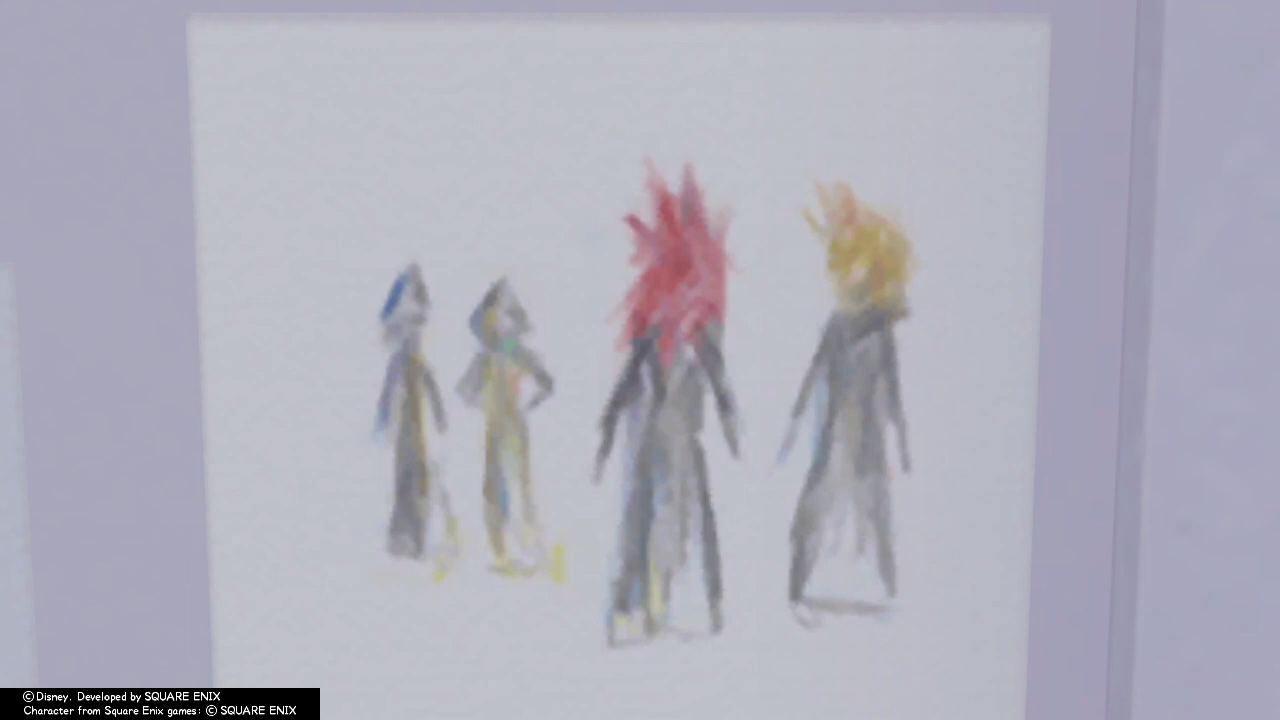 © Disney. Developed by SQUARE ENIX
Character from Square Enix games: © SQUARE ENIX